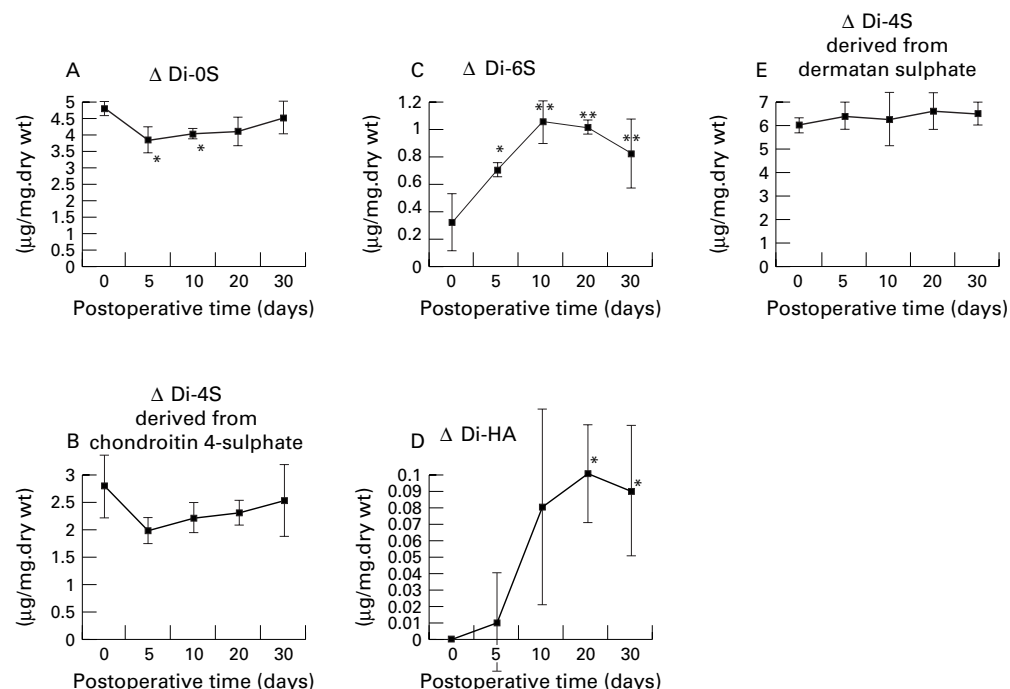 A
Δ Di-0S
5
4.5
4
3.5
3
2.5
2
1.5
1
0.5
0
(μg/mg.dry wt)
*
*
0 5 10 20 30
Postoperative time (days)
C
Δ Di-6S
1.2
1
0.8
0.6
0.4
0.2
0
(μg/mg.dry wt)
*
**
**
**
0 5 10 20 30
Postoperative time (days)
E
Δ Di-4S
derived from
dermatan sulphate
7
6
5
4
3
2
1
0
(μg/mg.dry wt)
0 5 10 20 30
Postoperative time (days)
B
Δ Di-4S
derived from
chondroitin 4-sulphate
3
2.5
2
1.5
1
0.5
0
(μg/mg.dry wt)
0 5 10 20 30
Postoperative time (days)
D
Δ Di-HA
0.1
0.09
0.08
0.07
0.06
0.05
0.04
0.03
0.02
0.01
0
(μg/mg.dry wt)
*
*
0 5 10 20 30
Postoperative time (days)